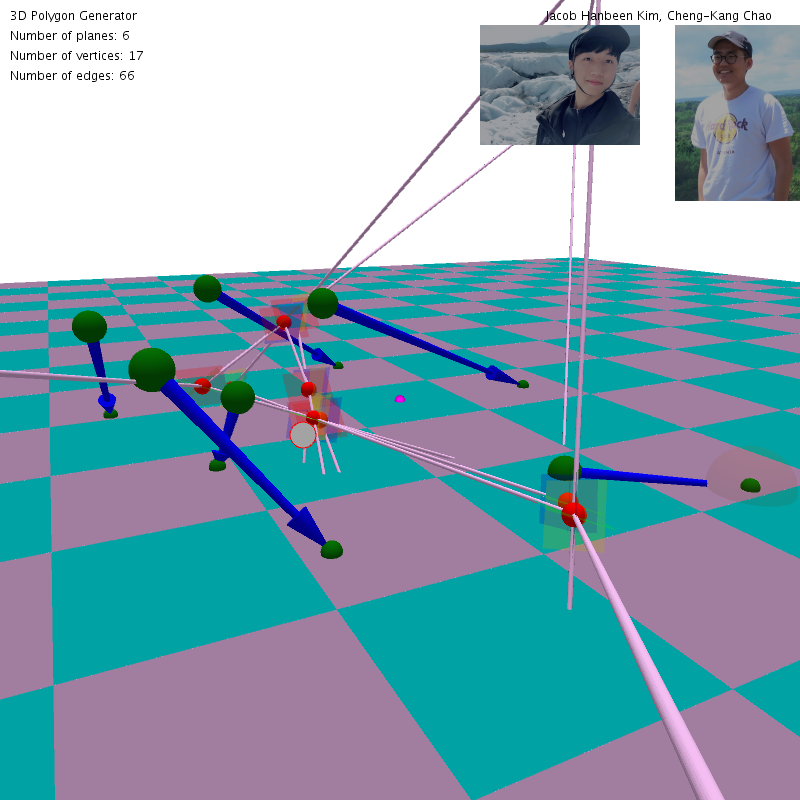 3D Polygon Generator
Jacob Hanbeen Kim, Cheng-Kang Chao
Number of planes: 6
Number of vertices: 17
Number of edges: 66